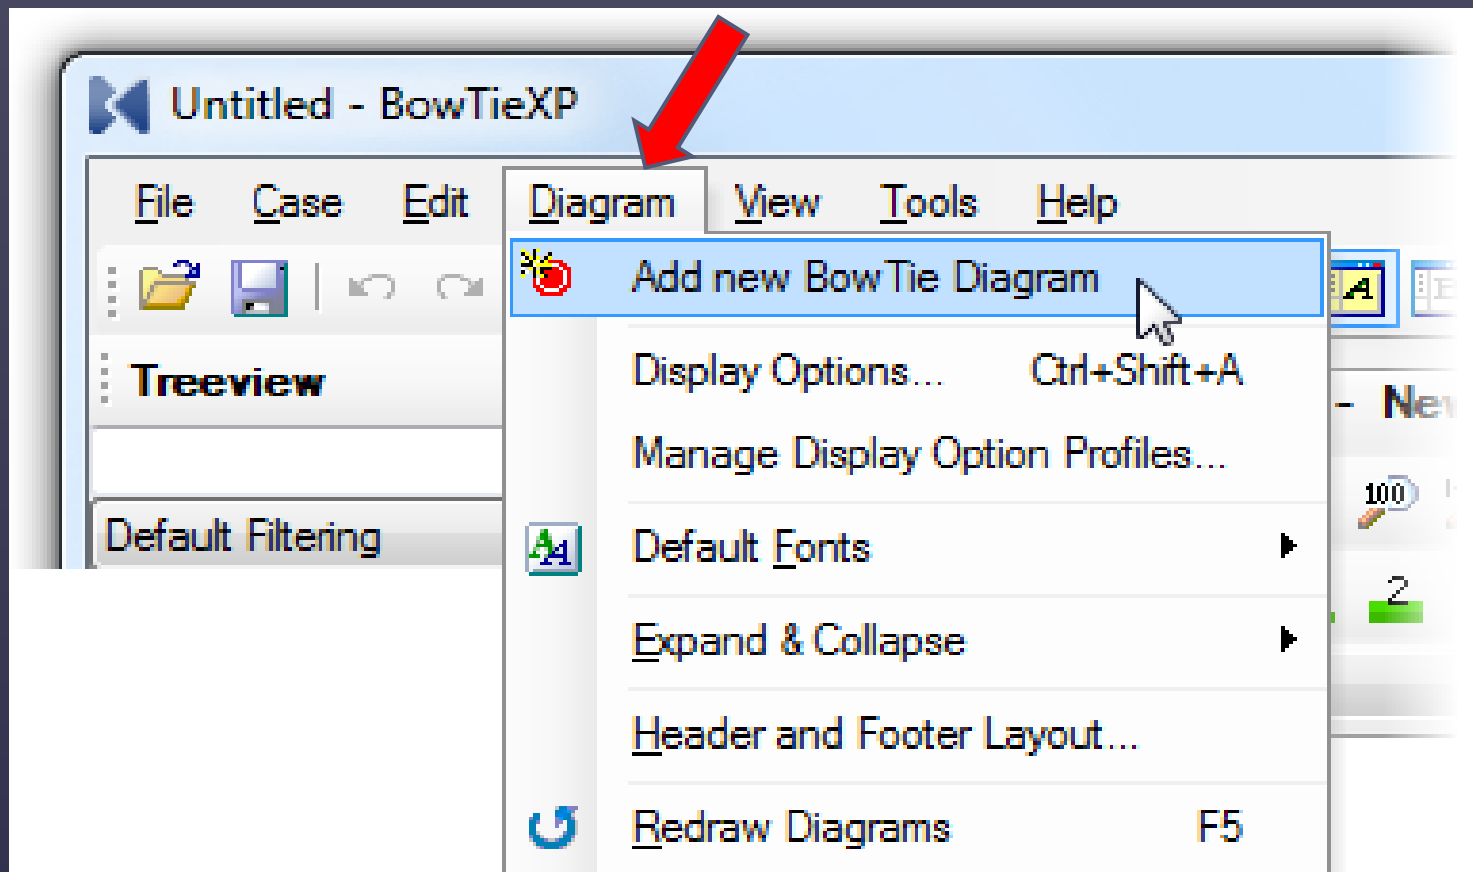 Untitled - BowTieXP
File Case Edit Diagram View Tools Help
Add new BowTie Diagram
A
Treeview
Display Options... Ctrl+Shift+A
- New
Manage Display Option Profiles...
100
Default Filtering
Default Fonts
2
Expand & Collapse
Header and Footer Layout...
Redraw Diagrams F5